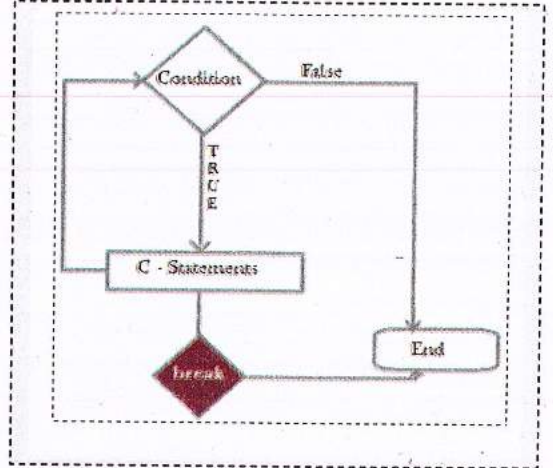 Condition
False
TRUE
C - Statements
End
break